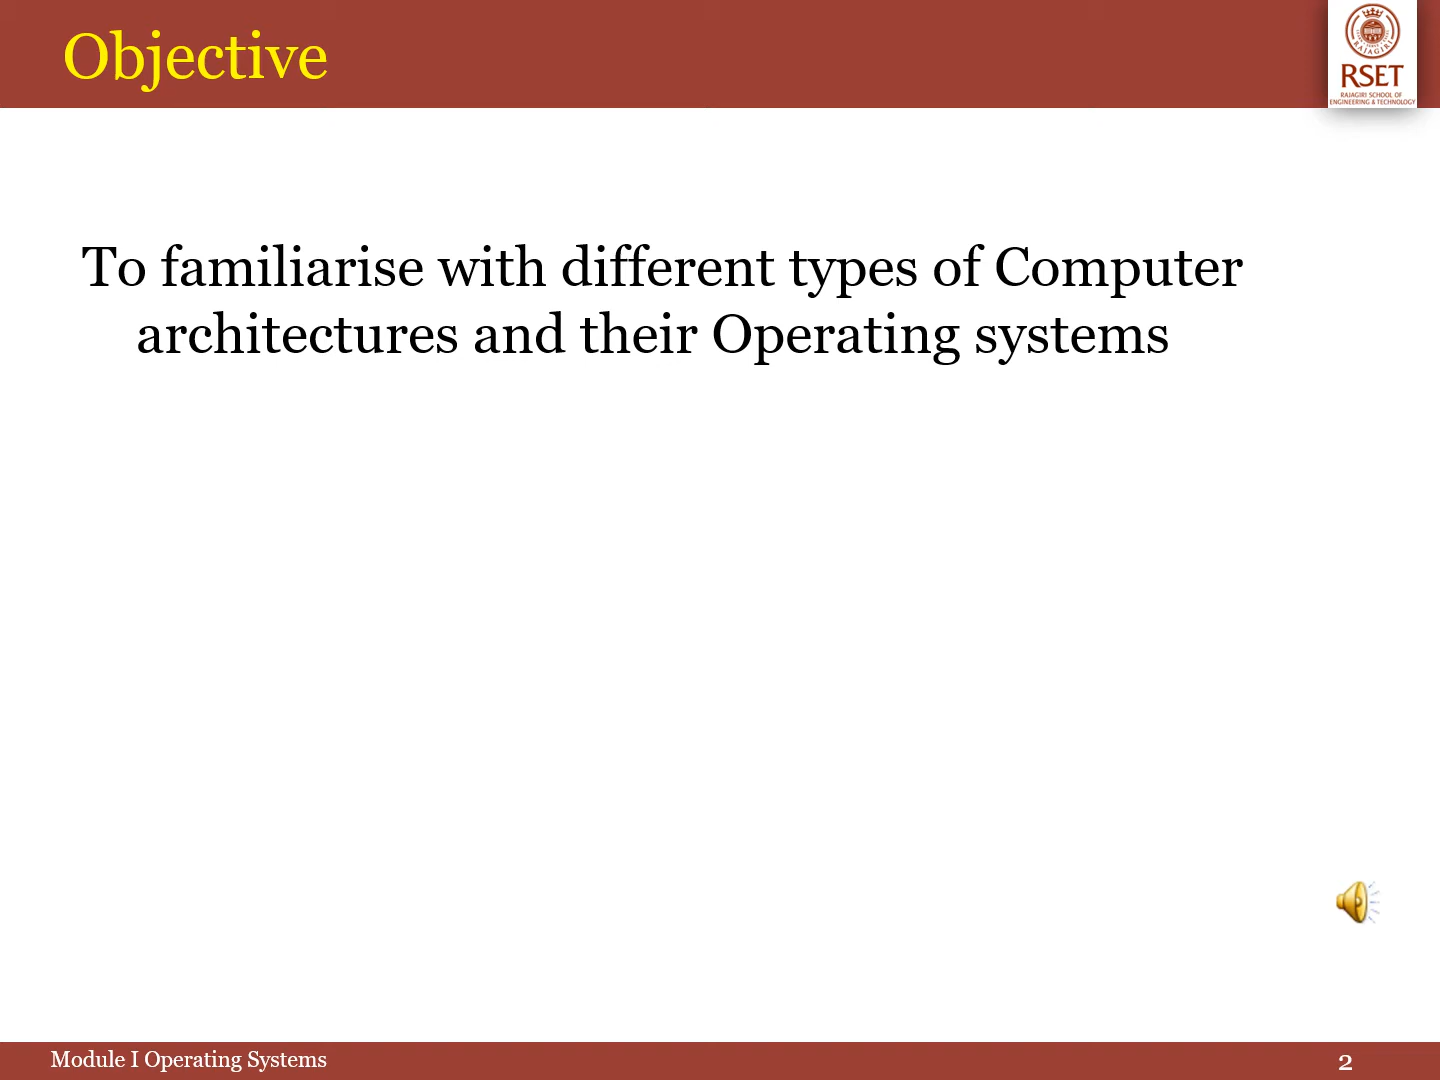 Objective
RAJAGIRI
RSET
RAJAGIRI SCHOOL OF
ENGINEERING & TECHNOLOGY
To familiarise with different types of Computer
architectures and their Operating systems
Module I Operating Systems
2